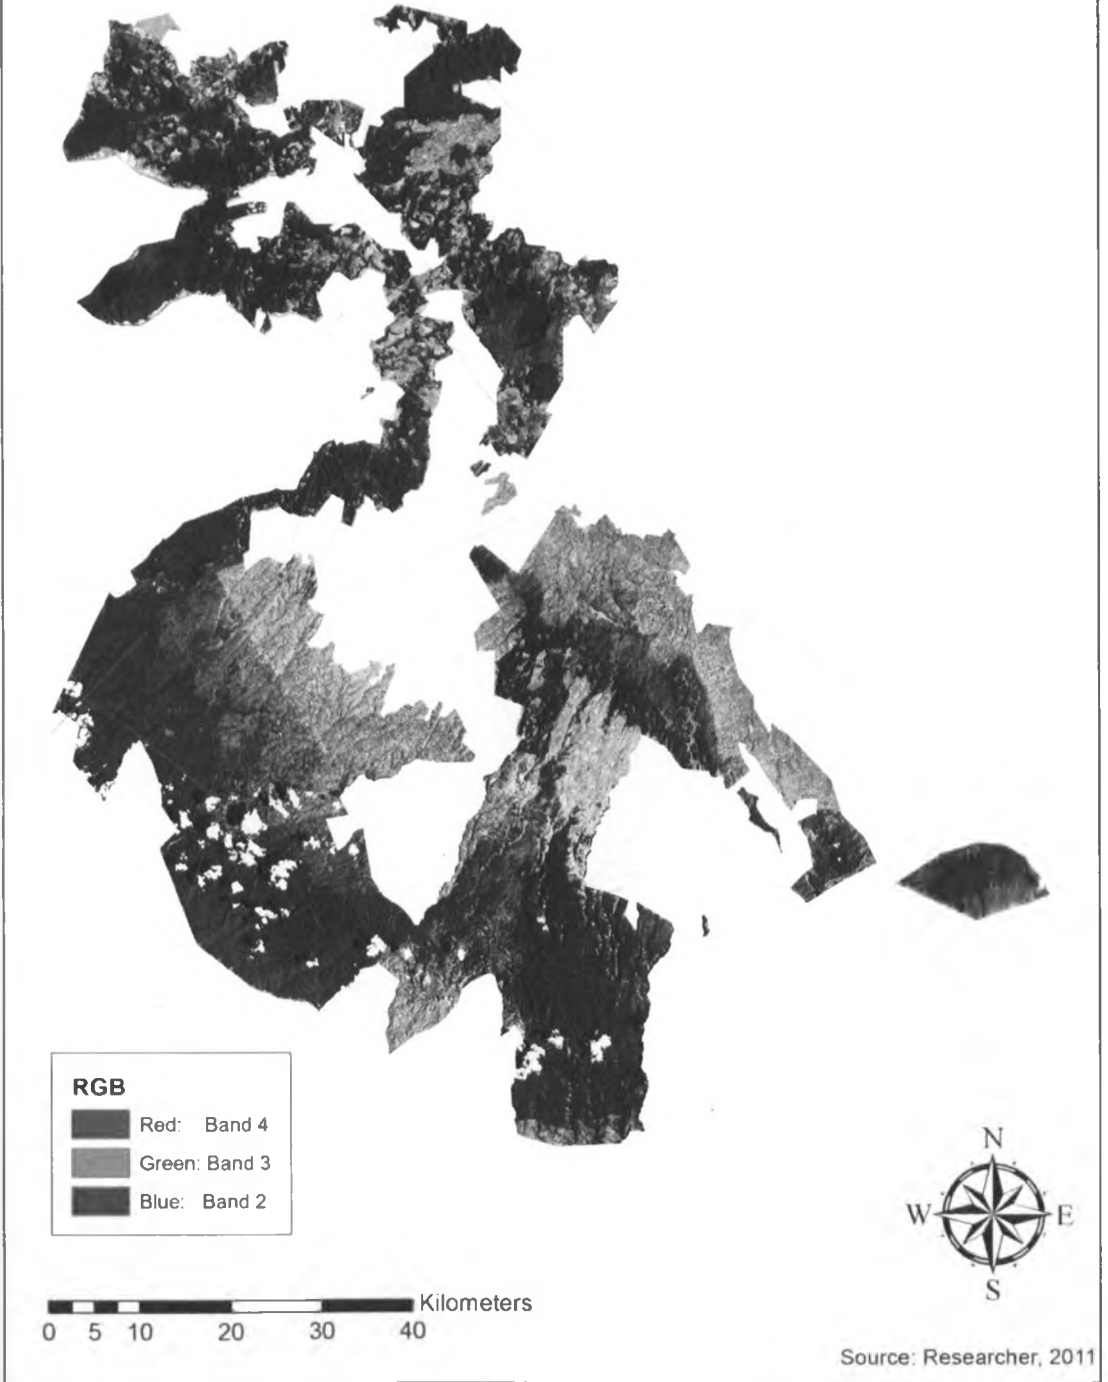 RGB
Red: Band 4
Green: Band 3
Blue: Band 2
N
W E
S
Kilometers
0 5 10 20 30 40
Source: Researcher, 2011